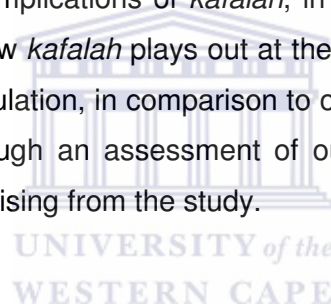 mplications of kafalah, in
w kafalah plays out at the
ulation, in comparison to o
ough an assessment of ou
ising from the study.
UNIVERSITY of the
WESTERN CAPE